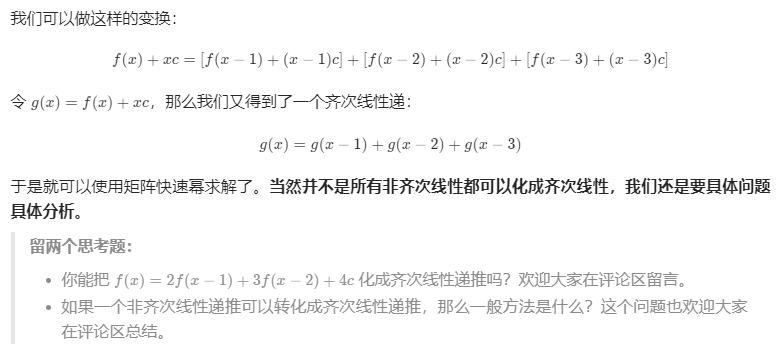 我们可以做这样的变换：
f(x) + xc = [f(x − 1) + (x − 1)c] + [f(x − 2) + (x − 2)c] + [f(x − 3) + (x − 3)c]
令 g(x) = f(x) + xc，那么我们又得到了一个齐次线性递：
g(x) = g(x − 1) + g(x − 2) + g(x − 3)
于是就可以使用矩阵快速幂求解了。当然并不是所有非齐次线性都可以化成齐次线性，我们还是要具体问题
具体分析。
留两个思考题：
• 你能把 f(x) = 2f(x − 1) + 3f(x − 2) + 4c 化成齐次线性递推吗？欢迎大家在评论区留言。
• 如果一个非齐次线性递推可以转化成齐次线性递推，那么一般方法是什么？这个问题也欢迎大家
在评论区总结。